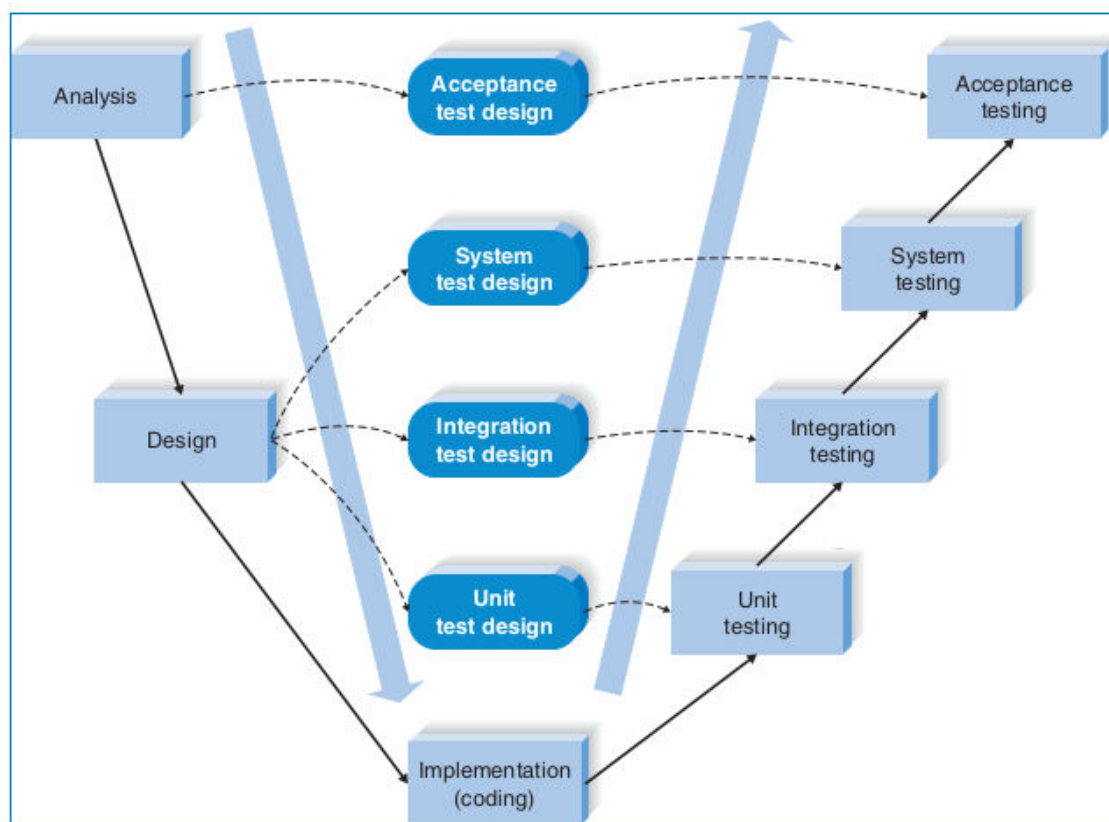 Analysis
Acceptance
test design
Acceptance
testing
System
test design
System
testing
Design
Integration
test design
Integration
testing
Unit
test design
Unit
testing
Implementation
(coding)